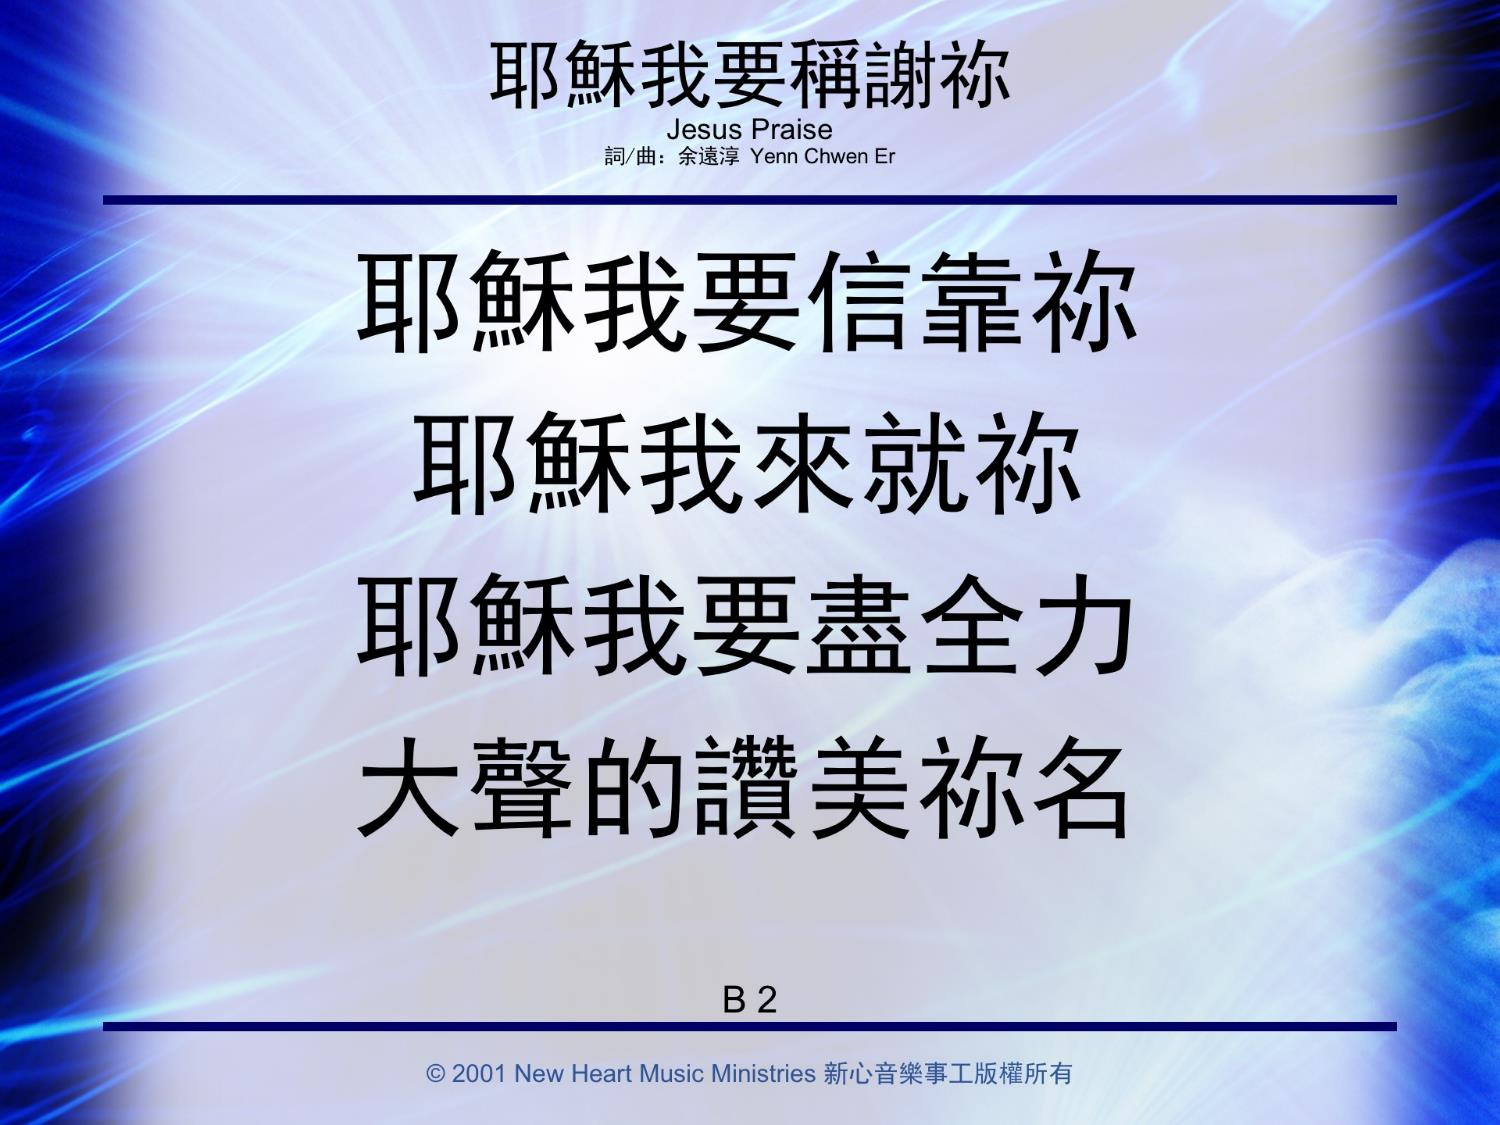 耶穌我要稱謝祢
Jesus Praise
詞/曲：余遠淳 Yenn Chwen Er
耶穌我要信靠祢
耶穌我來就祢
耶穌我要盡全力
大聲的讚美祢名
B 2
© 2001 New Heart Music Ministries 新心音樂事工版權所有